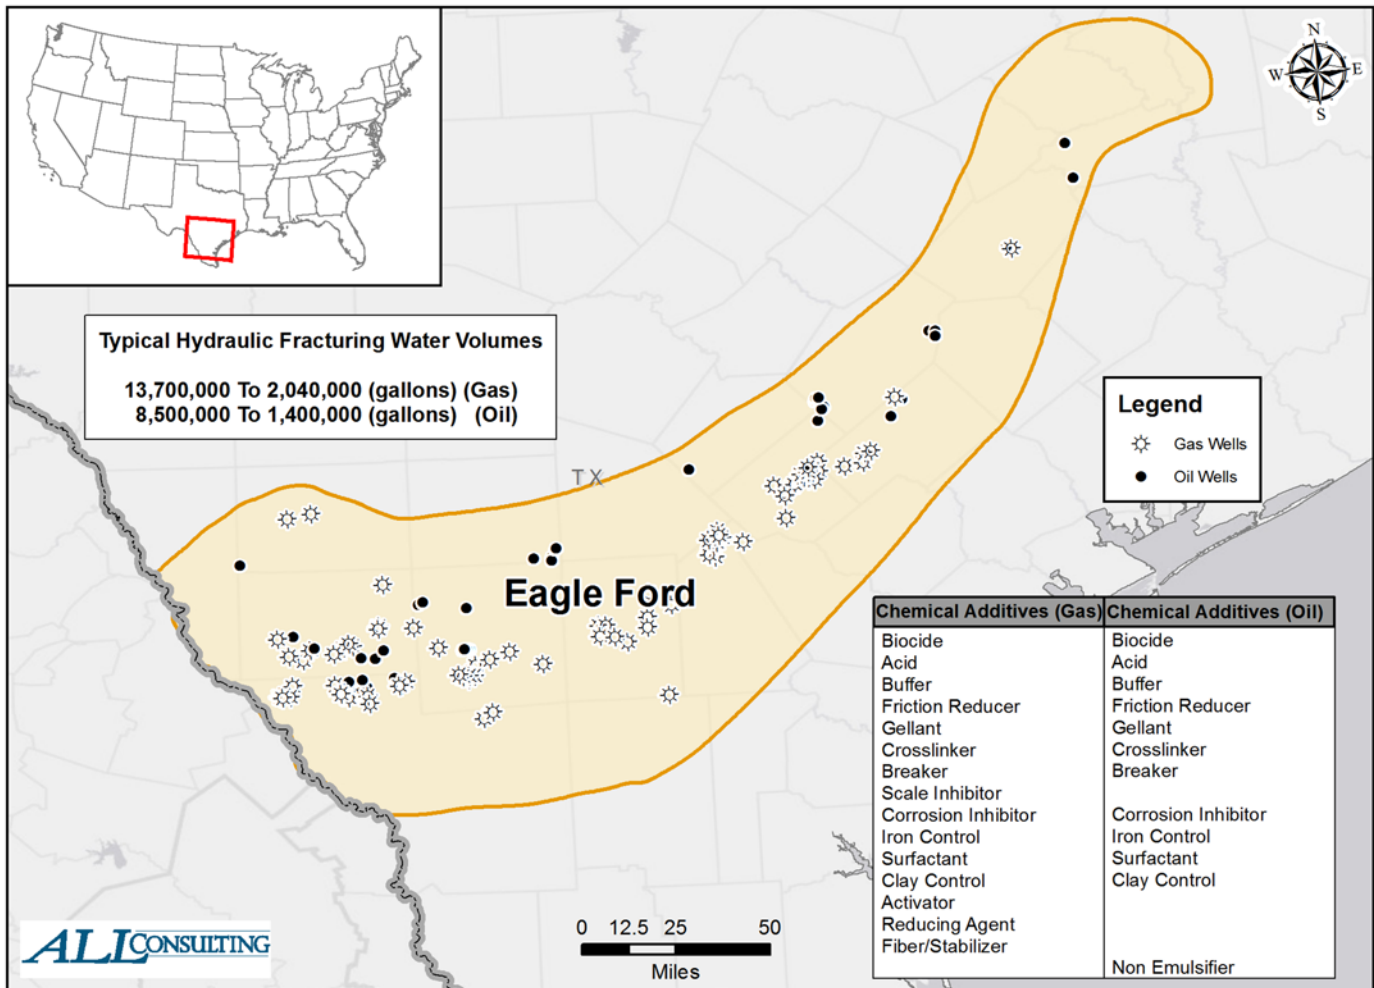 N
W E
S
Typical Hydraulic Fracturing Water Volumes
13,700,000 To 2,040,000 (gallons) (Gas)
8,500,000 To 1,400,000 (gallons) (Oil)
Legend
Gas Wells
Oil Wells
TX
Eagle Ford
Chemical Additives (Gas) Chemical Additives (Oil)
Biocide Biocide
Acid Acid
Buffer Buffer
Friction Reducer Friction Reducer
Gellant Gellant
Crosslinker Crosslinker
Breaker Breaker
Scale Inhibitor
Corrosion Inhibitor Corrosion Inhibitor
Iron Control Iron Control
Surfactant Surfactant
Clay Control Clay Control
Activator
Reducing Agent
Fiber/Stabilizer
Non Emulsifier
ALL CONSULTING
0 12.5 25 50
Miles